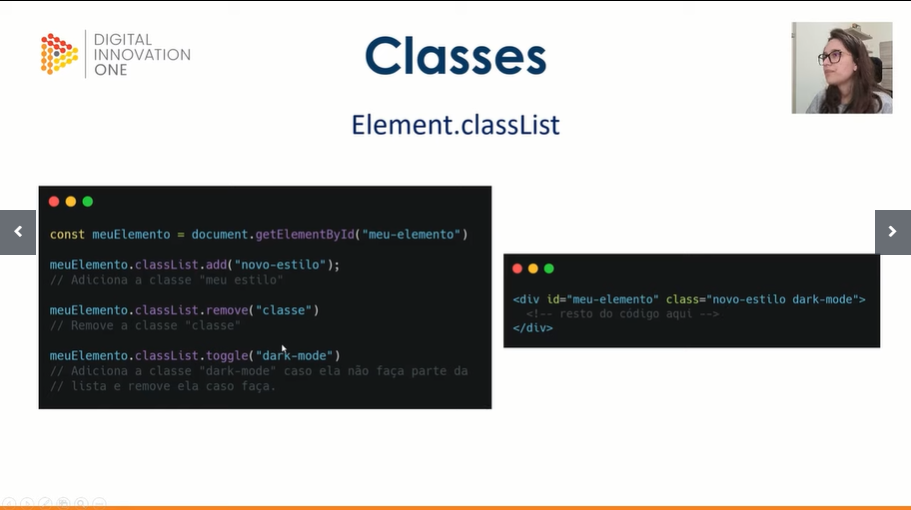 DIGITAL
INNOVATION
ONE
Classes
Element.classList
const meuElemento = document.getElementById("meu-elemento")
meuElemento.classList.add("novo-estilo");
// Adiciona a classe "meu estilo"
meuElemento.classList.remove("classe")
// Remove a classe "classe"
meuElemento.classList.toggle("dark-mode")
// Adiciona a classe "dark-mode" caso ela não faça parte da
// lista e remove ela caso faça.
<div id="meu-elemento" class="novo-estilo dark-mode">
<!-- resto do código aqui -->
</div>